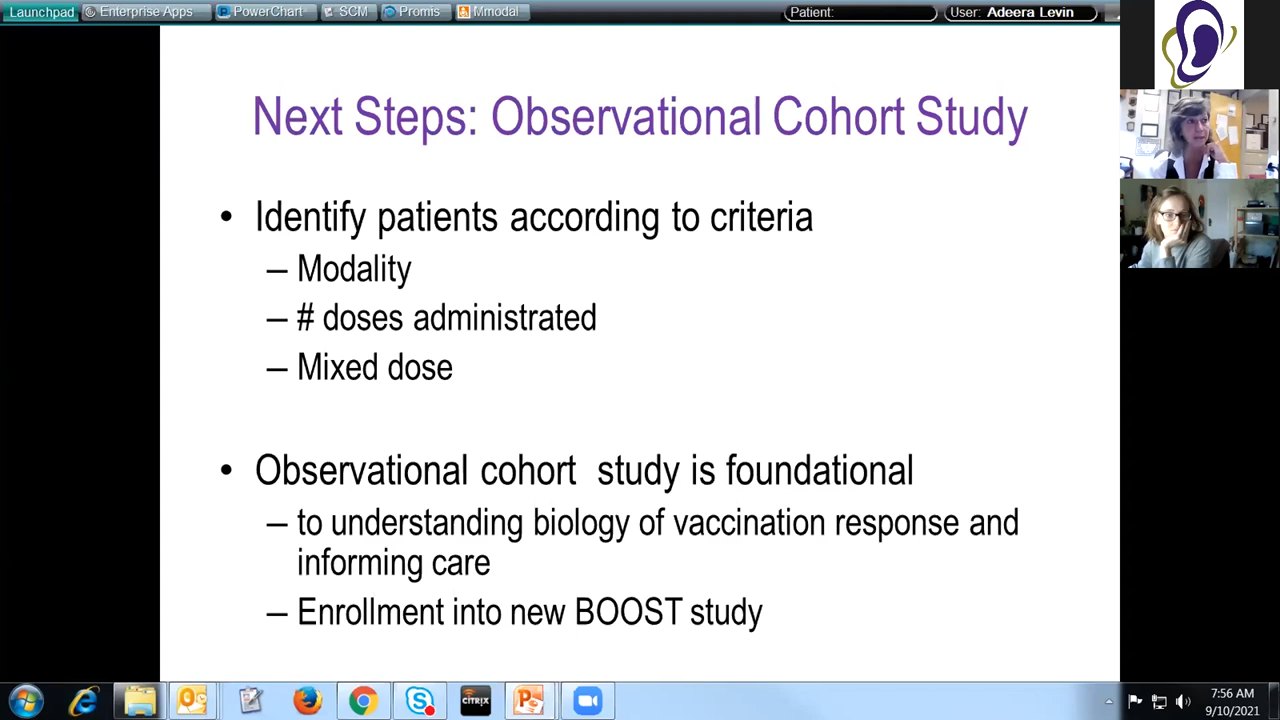 Launchpad Enterprise Apps PowerChart SCM Promis Mmodal Patient: User: Adeera Levin
Next Steps: Observational Cohort Study
• Identify patients according to criteria
– Modality
– # doses administrated
– Mixed dose
• Observational cohort study is foundational
– to understanding biology of vaccination response and
informing care
– Enrollment into new BOOST study
CITRIX
7:56 AM
9/10/2021